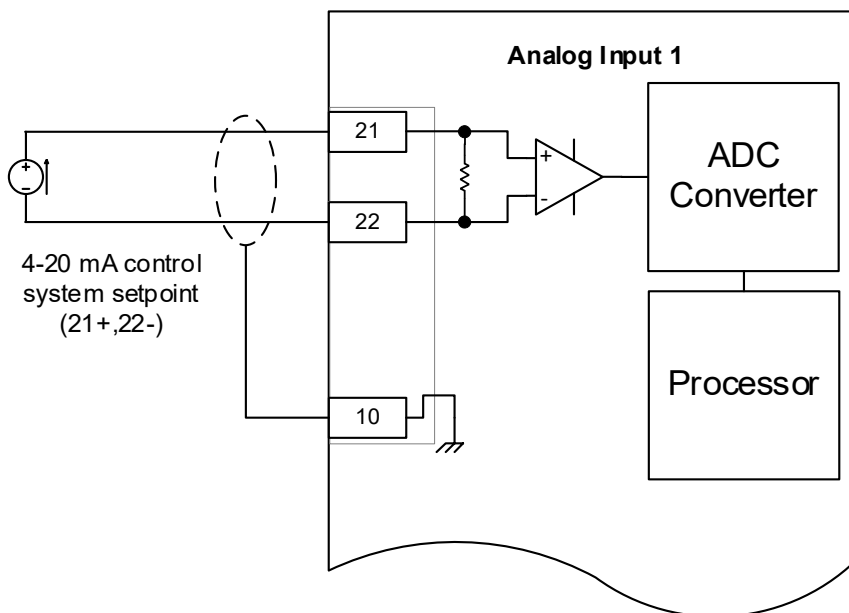 Analog Input 1
21
+
-
ADC
Converter
+
-
22
4-20 mA control
system setpoint
(21+,22-)
Processor
10